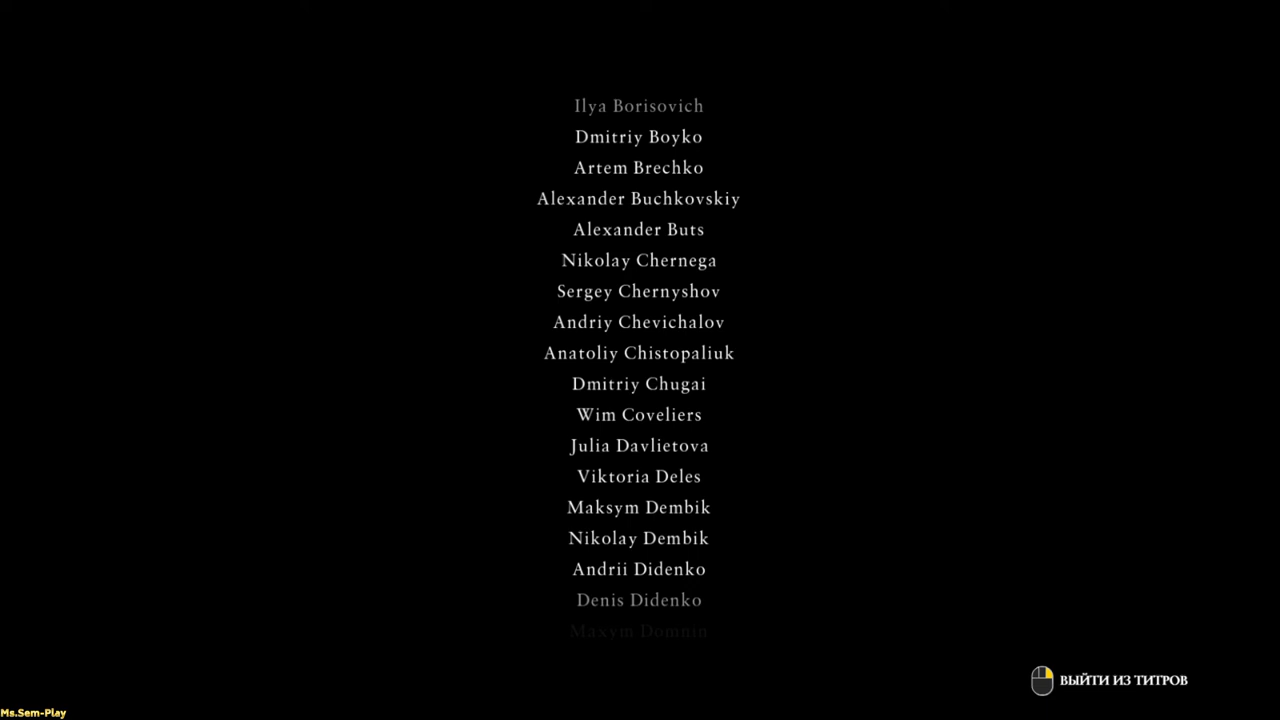 Ilya Borisovich
Dmitriy Boyko
Artem Brechko
Alexander Buchkovskiy
Alexander Buts
Nikolay Chernega
Sergey Chernyshov
Andriy Chevichalov
Anatoliy Chistopaliuk
Dmitriy Chugai
Wim Coveliers
Julia Davlietova
Viktoria Deles
Maksym Dembik
Nikolay Dembik
Andrii Didenko
Denis Didenko
Maxym Domnin
ВЫЙТИ ИЗ ТИТРОВ
Ms.Sem-Play